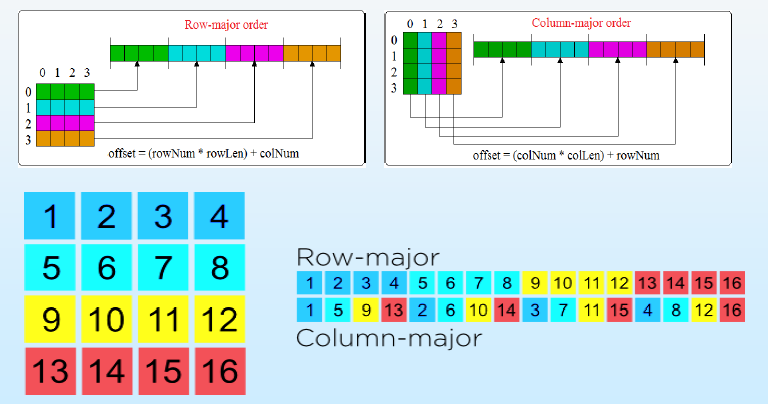 Row-major order
0 1 2 3
0
1
2
3
offset = (rowNum * rowLen) + colNum
Column-major order
0 1 2 3
0
1
2
3
offset = (colNum * colLen) + rowNum
1 2 3 4
5 6 7 8
9 10 11 12
13 14 15 16
Row-major
1 2 3 4 5 6 7 8 9 10 11 12 13 14 15 16
1 5 9 13 2 6 10 14 3 7 11 15 4 8 12 16
Column-major